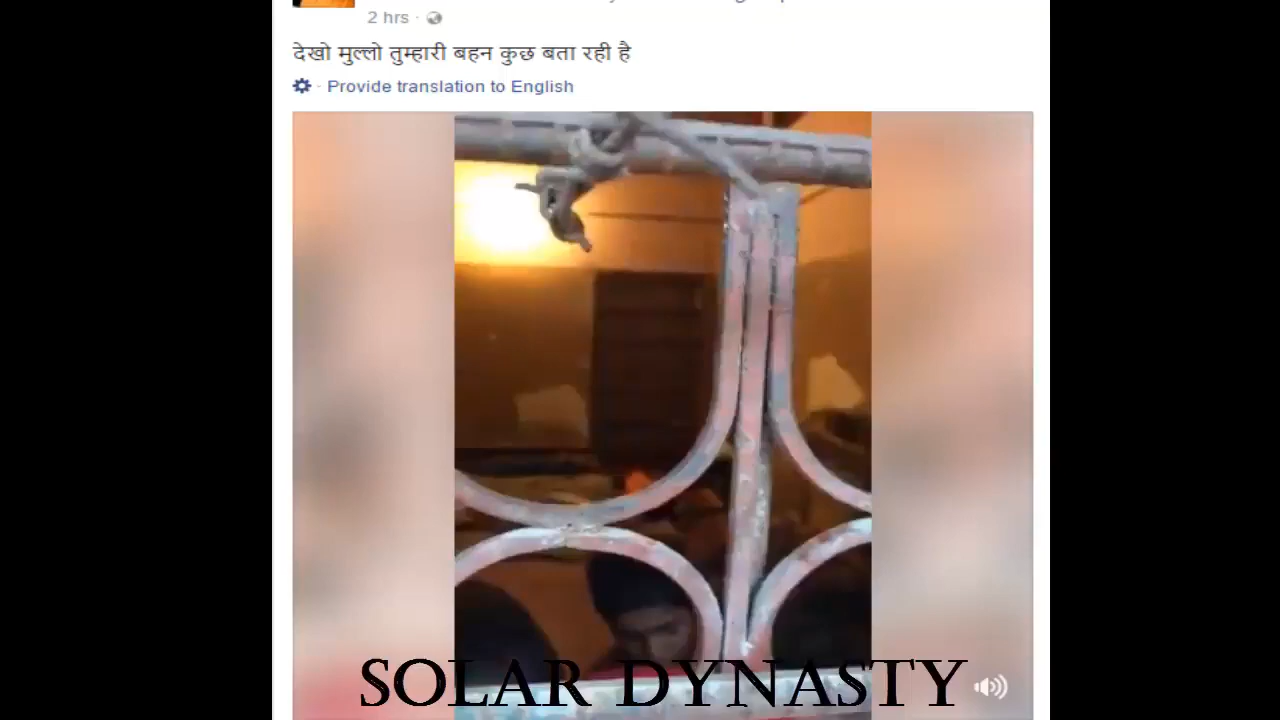 2 hrs ·
देखो मुल्लो तुम्हारी बहन कुछ बता रही है
· Provide translation to English
SOLAR DYNASTY